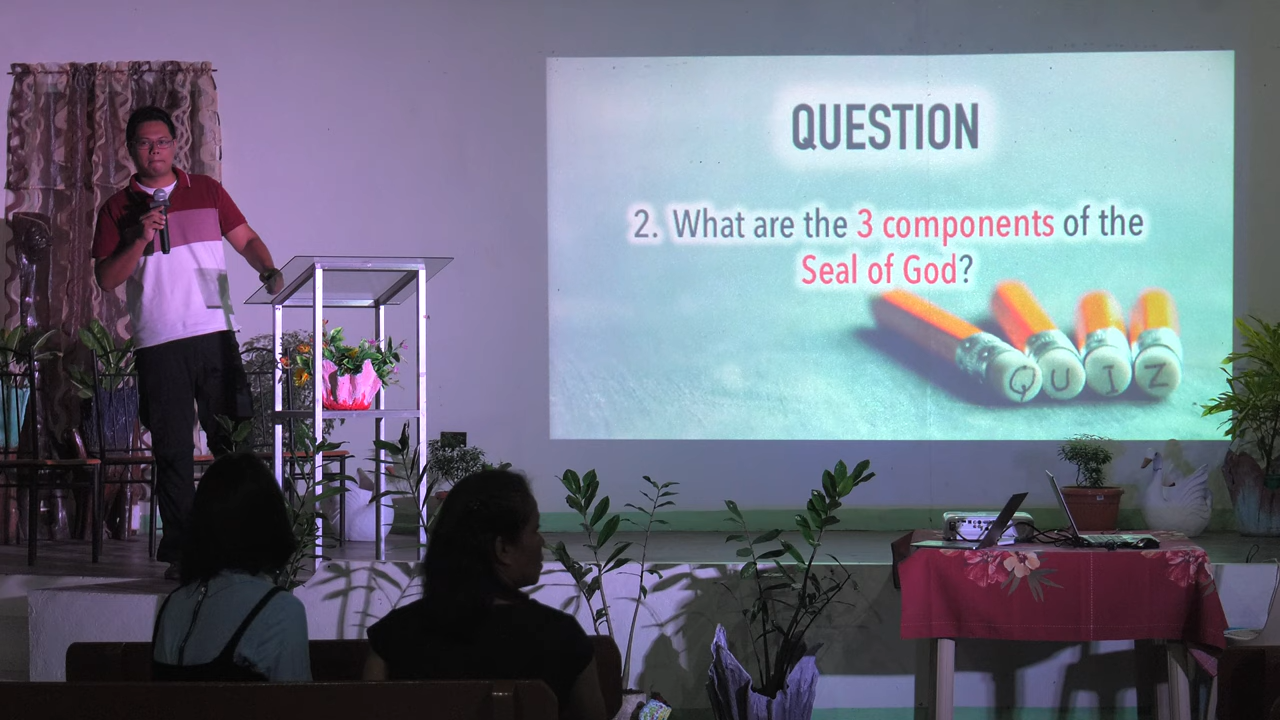 QUESTION
2. What are the 3 components of the
Seal of God?
QUIZ